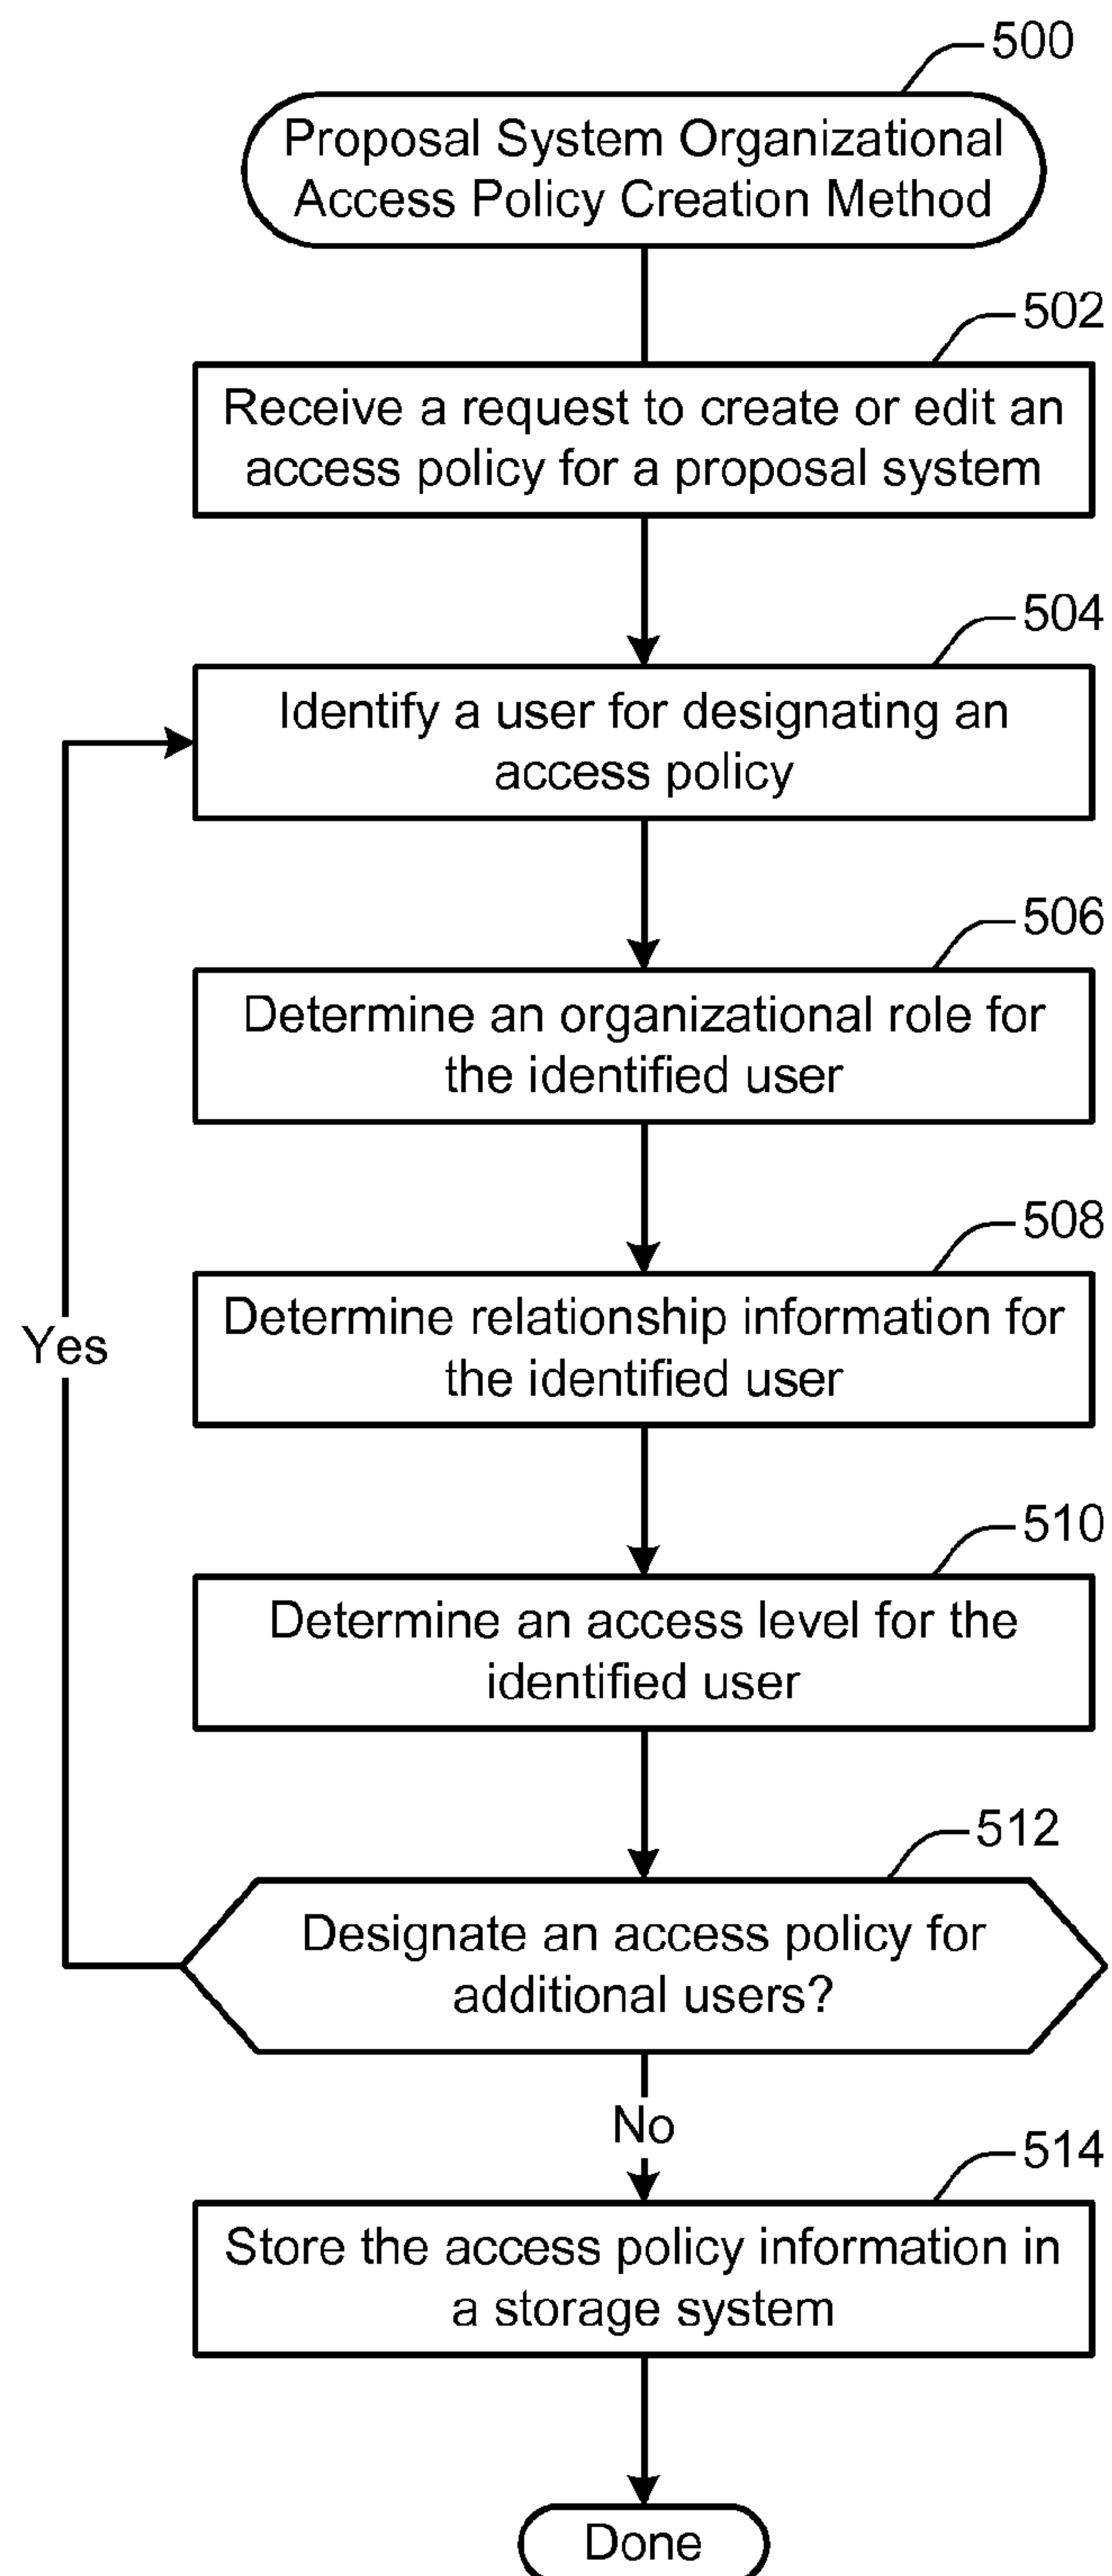 500
Proposal System Organizational
Access Policy Creation Method
502
Receive a request to create or edit an
access policy for a proposal system
504
Identify a user for designating an
access policy
506
Determine an organizational role for
the identified user
508
Determine relationship information for
the identified user
Yes
510
Determine an access level for the
identified user
512
Designate an access policy for
additional users?
No
514
Store the access policy information in
a storage system
Done